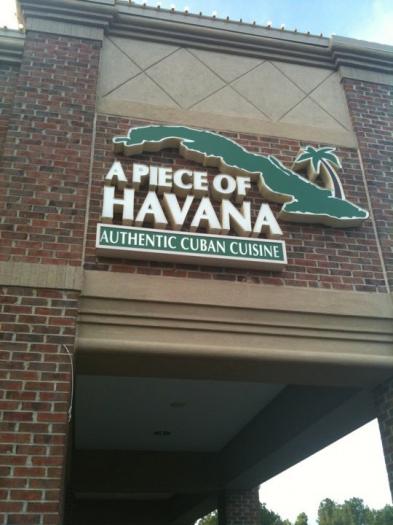 A PIECE OF
HAVANA
AUTHENTIC CUBAN CUISINE